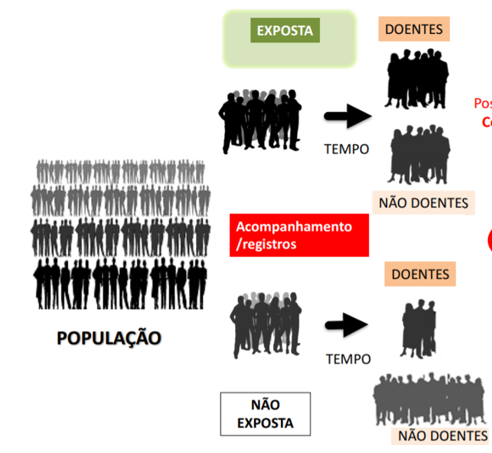 EXPOSTA
DOENTES
TEMPO
NÃO DOENTES
Acompanhamento
/registros
POPULAÇÃO
DOENTES
TEMPO
NÃO
EXPOSTA
NÃO DOENTES